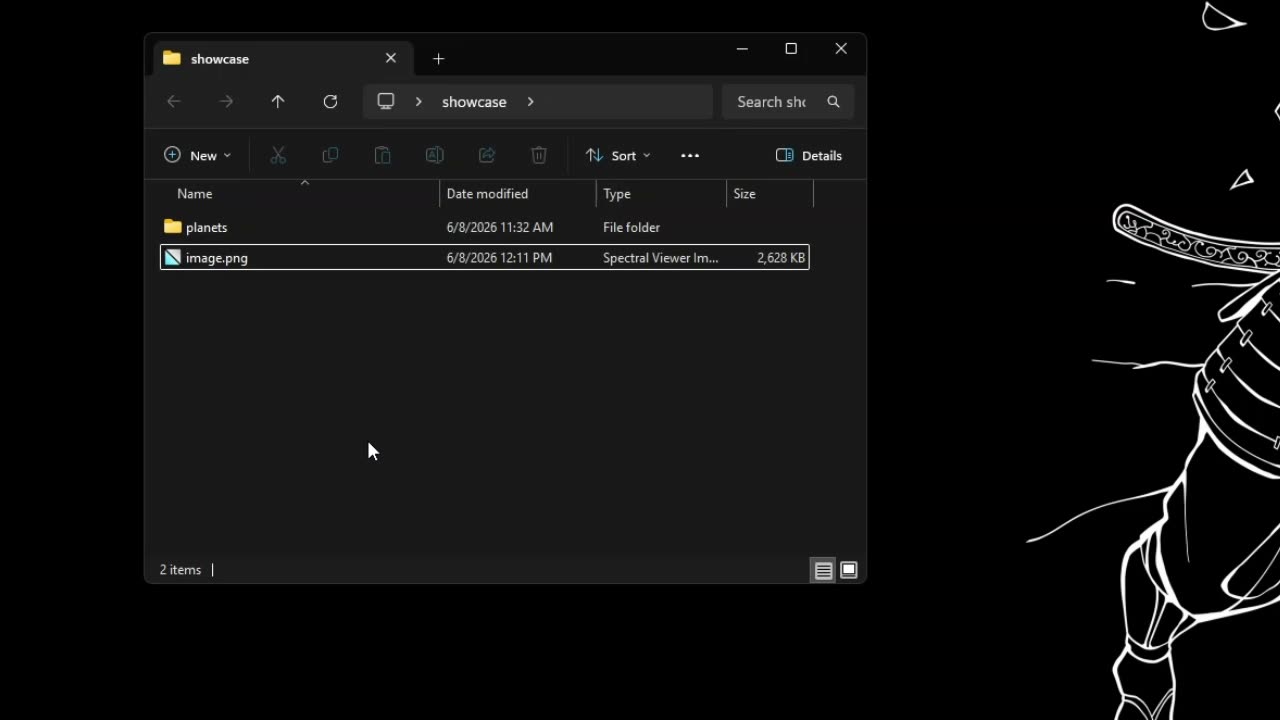 showcase
showcase
Search sho
New
Sort
Details
Name Date modified Type Size
planets 6/8/2026 11:32 AM File folder
image.png 6/8/2026 12:11 PM Spectral Viewer Im... 2,628 KB
2 items